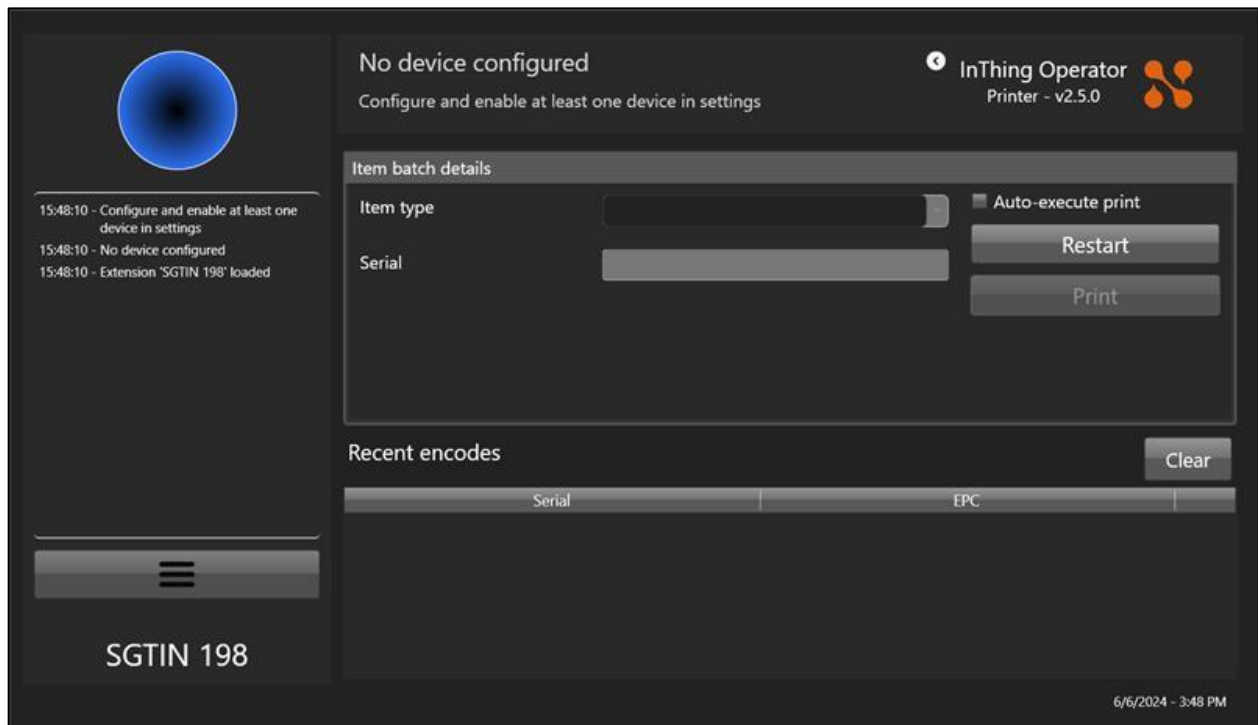 No device configured
Configure and enable at least one device in settings
InThing Operator
Printer - v2.5.0
15:48:10 - Configure and enable at least one
device in settings
15:48:10 - No device configured
15:48:10 - Extension 'SGTIN 198' loaded
Item batch details
Item type
Serial
Auto-execute print
Restart
Print
Recent encodes
Clear
Serial EPC
SGTIN 198
6/6/2024 - 3:48 PM